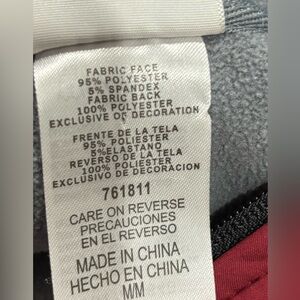 FABRIC FACE
95% POLYESTER
5% SPANDEX
FABRIC BACK
100% POLYESTER
EXCLUSIVE OF DECORATION
FRENTE DE LA TELA
95% POLIESTER
5%ELASTANO
REVERSO DE LA TELA
100% POLIESTER
EXCLUSIVO DE DECORACION
761811
CARE ON REVERSE
PRECAUCIONES
EN EL REVERSO
MADE IN CHINA
HECHO EN CHINA
M/M